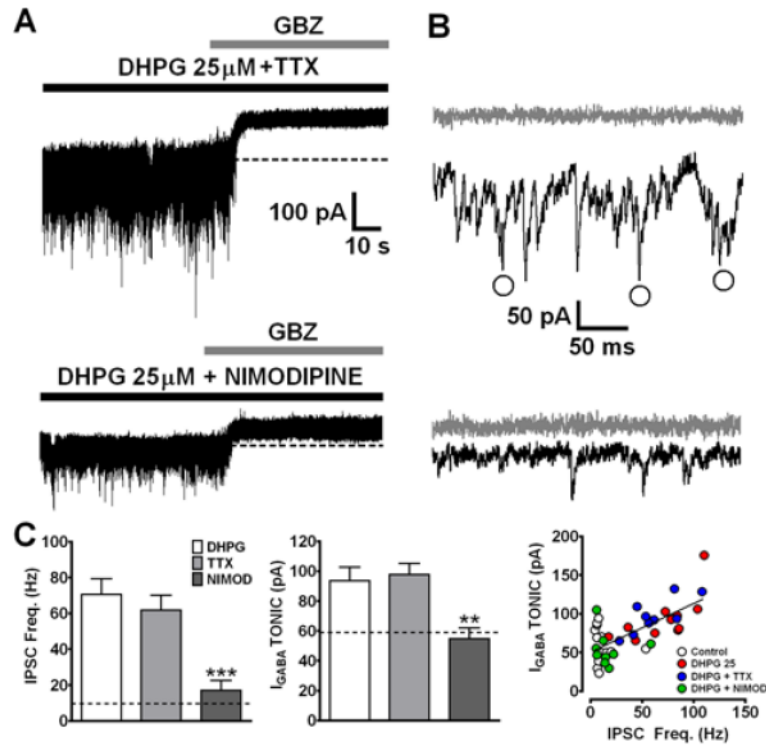 A
GBZ
DHPG 25μM+TTX
100 pA
10 s
B
50 pA
50 ms
GBZ
DHPG 25μM + NIMODIPINE
C
IPSC Freq. (Hz)
100
80
60
40
20
0
DHPG
TTX
NIMOD
***
I GABA TONIC (pA)
120
100
80
60
40
20
0
**
I GABA TONIC (pA)
200
150
100
50
0
Control
DHPG 25
DHPG + TTX
DHPG + NIMOD
0 50 100 150
IPSC Freq. (Hz)